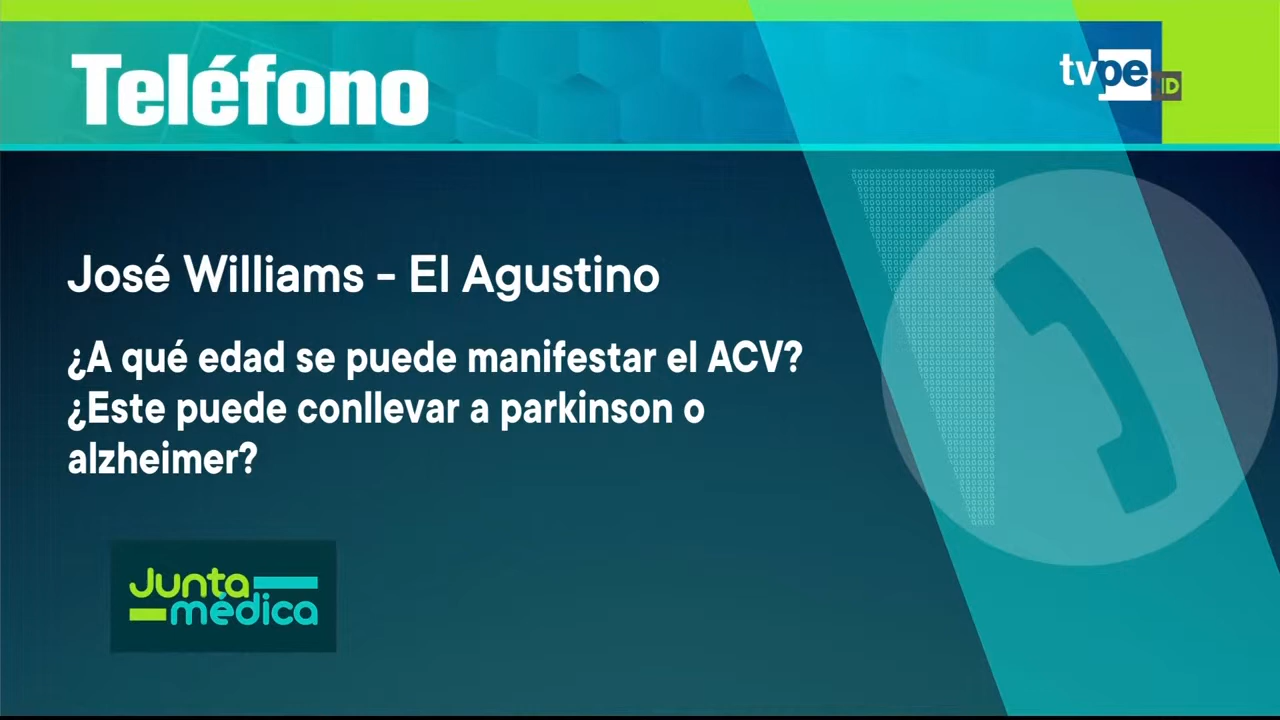 Teléfono
tvpe
HD
José Williams - El Agustino
¿A qué edad se puede manifestar el ACV?
¿Este puede conllevar a parkinson o
alzheimer?
Junta
médica